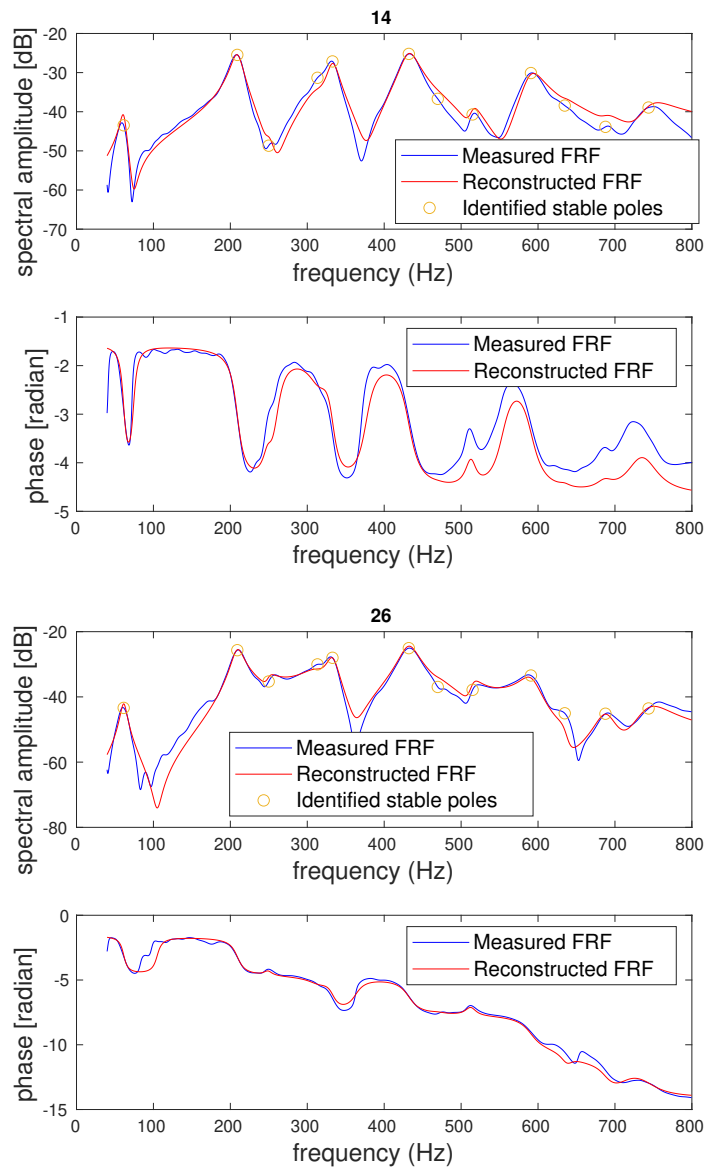 14
spectral amplitude [dB]
-20
-30
-40
-50
-60
-70
Measured FRF
Reconstructed FRF
Identified stable poles
0 100 200 300 400 500 600 700 800
frequency (Hz)
phase [radian]
-1
-2
-3
-4
-5
Measured FRF
Reconstructed FRF
0 100 200 300 400 500 600 700 800
frequency (Hz)
26
spectral amplitude [dB]
-20
-40
-60
-80
Measured FRF
Reconstructed FRF
Identified stable poles
0 100 200 300 400 500 600 700 800
frequency (Hz)
phase [radian]
0
-5
-10
-15
Measured FRF
Reconstructed FRF
0 100 200 300 400 500 600 700 800
frequency (Hz)